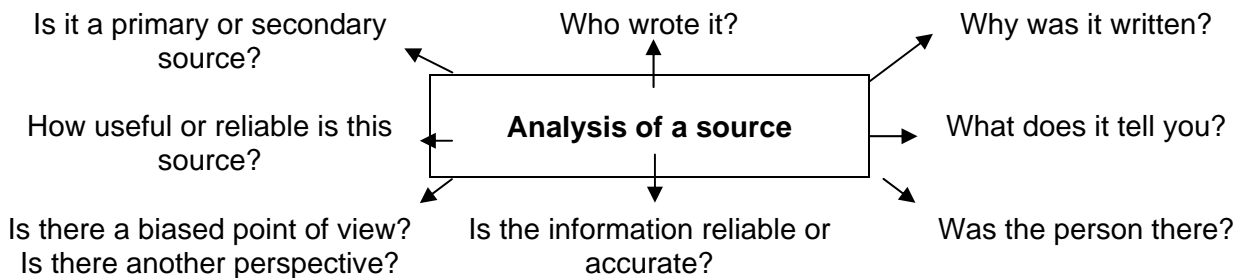 Is it a primary or secondary
source?
Who wrote it?
Why was it written?
How useful or reliable is this
source?
Analysis of a source
What does it tell you?
Is there a biased point of view?
Is there another perspective?
Is the information reliable or
accurate?
Was the person there?